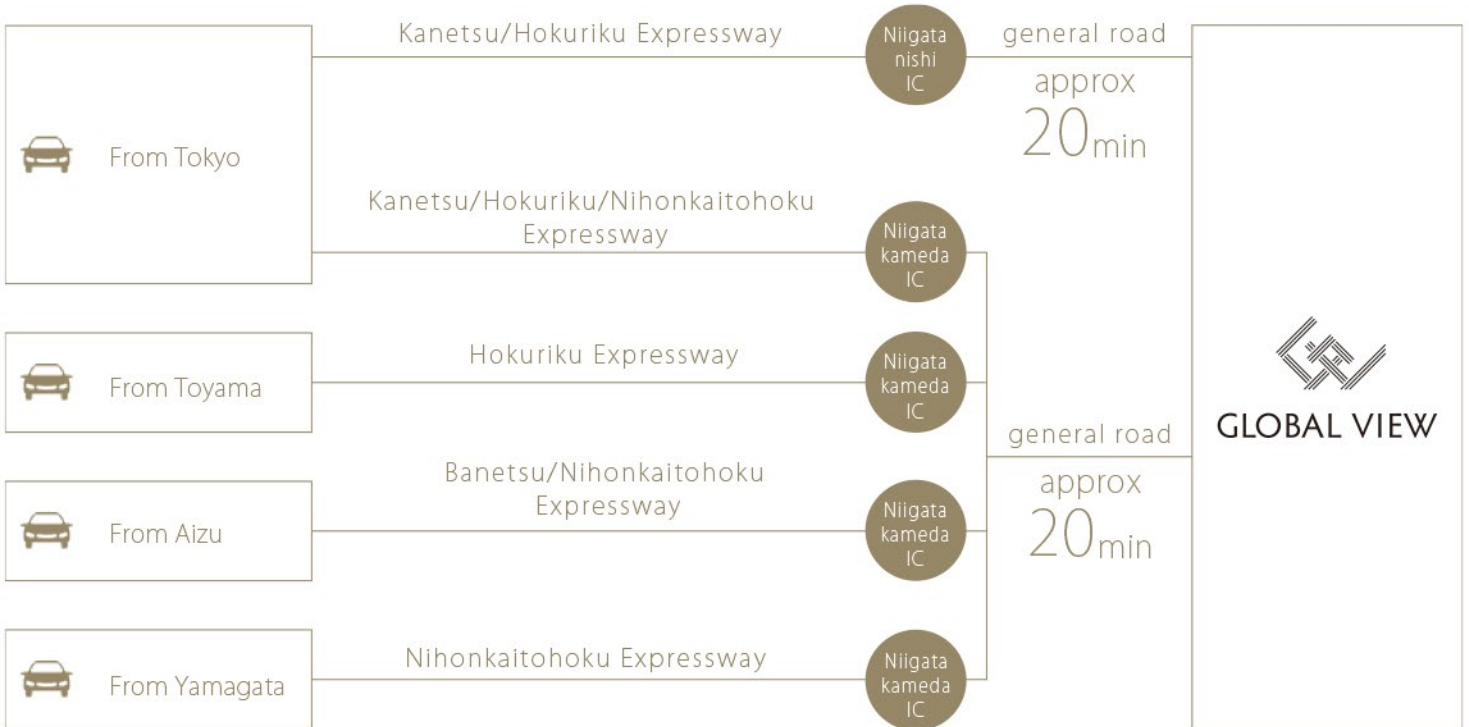 Kanetsu/Hokuriku Expressway
Niigata
nishi
IC
general road
approx
20min
From Tokyo
Kanetsu/Hokuriku/Nihonkaitohoku
Expressway
Niigata
kameda
IC
From Toyama
Hokuriku Expressway
Niigata
kameda
IC
From Aizu
Banetsu/Nihonkaitohoku
Expressway
Niigata
kameda
IC
From Yamagata
Nihonkaitohoku Expressway
Niigata
kameda
IC
general road
approx
20min
GLOBAL VIEW